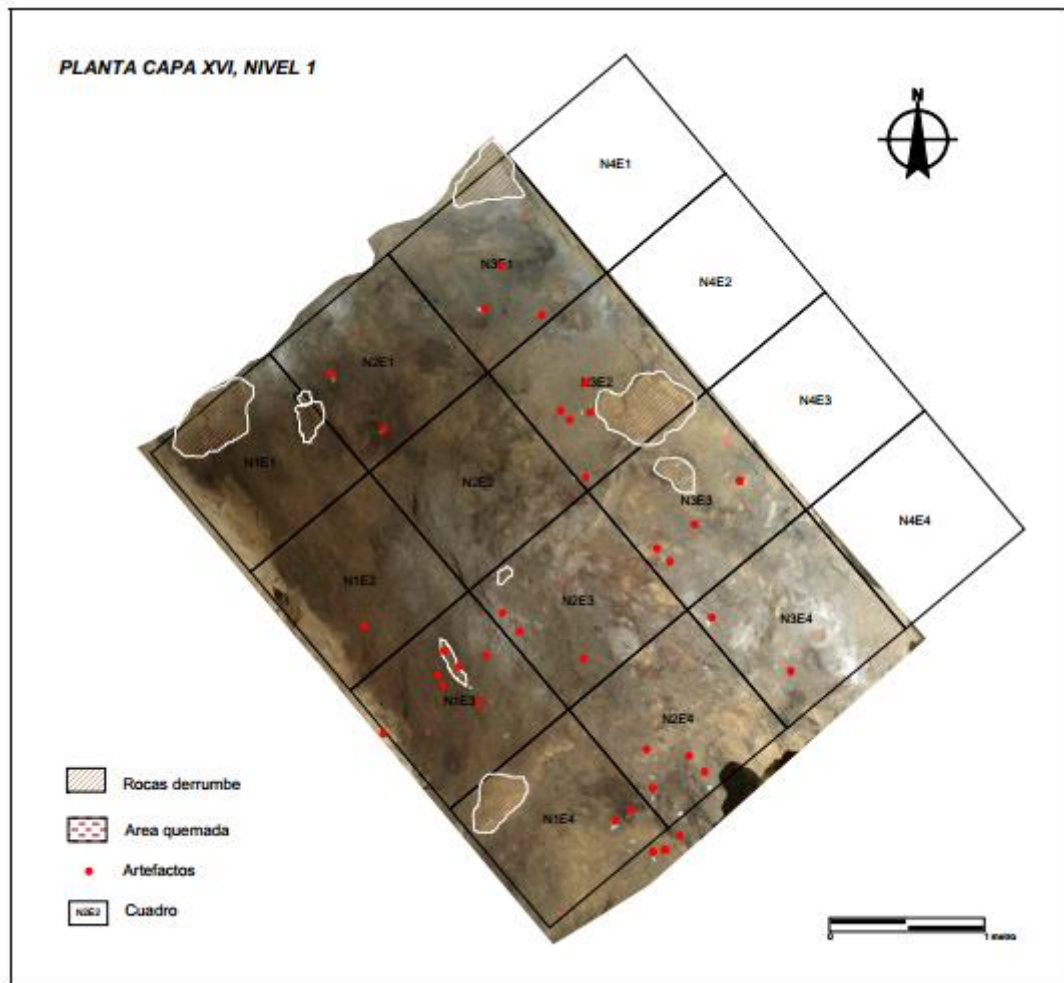 PLANTA CAPA XVI, NIVEL 1
N
N4E1
N4E2
N4E3
N4E4
N3E1
N3E2
N3E3
N3E4
N2E1
N2E2
N2E3
N2E4
N1E1
N1E2
N1E3
N1E4
Rocas derrumbe
Area quemada
Artefactos
N2E2 Cuadro
0 1 metro